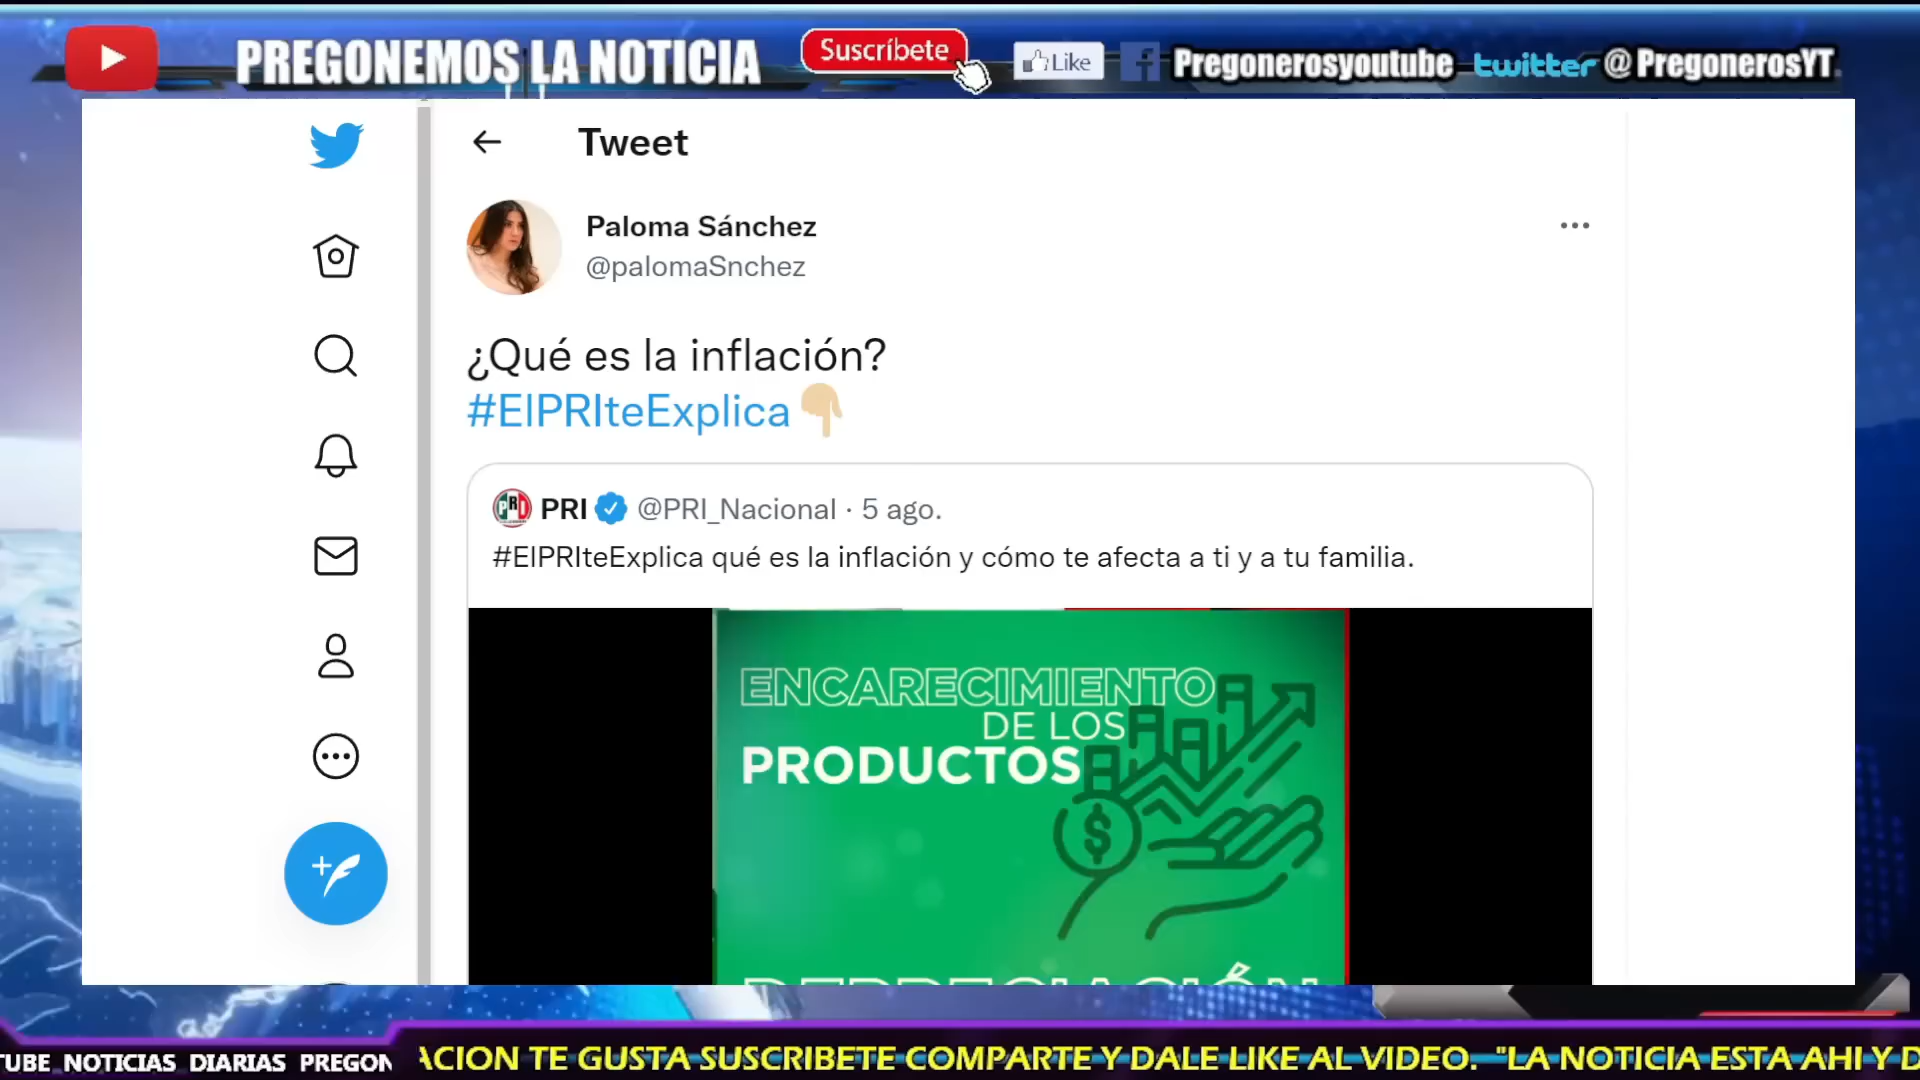 PREGONEMOS LA NOTICIA
Suscríbete
Like
Pregonerosyoutube
twitter @PregonerosYT
Tweet
Paloma Sánchez
@palomaSnchez
¿Qué es la inflación?
#ElPRIteExplica
PRI @PRI_Nacional · 5 ago.
#ElPRIteExplica qué es la inflación y cómo te afecta a ti y a tu familia.
ENCARECIMIENTO
DE LOS
PRODUCTOS
TUBE NOTICIAS DIARIAS PREGON
ACION TE GUSTA SUSCRIBETE COMPARTE Y DALE LIKE AL VIDEO. "LA NOTICIA ESTA AHI Y D